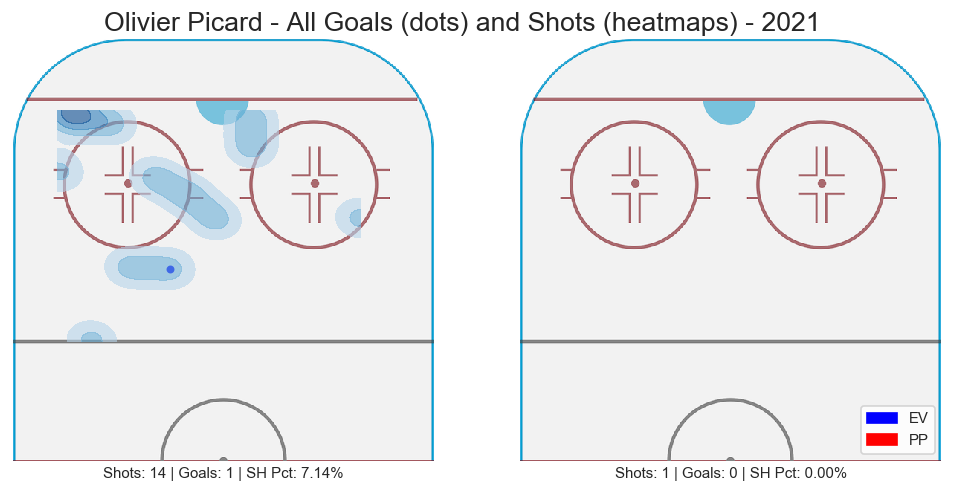 Olivier Picard - All Goals (dots) and Shots (heatmaps) - 2021
EV
PP
Shots: 14 | Goals: 1 | SH Pct: 7.14%
Shots: 1 | Goals: 0 | SH Pct: 0.00%